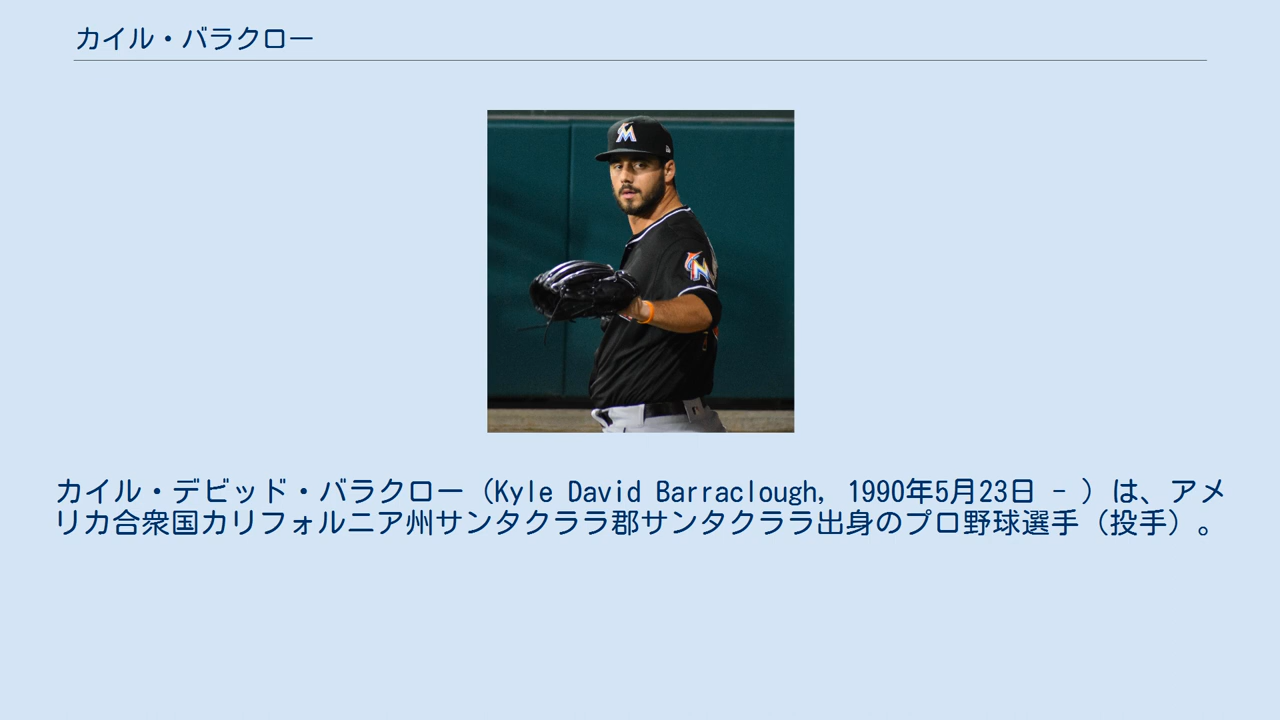 カイル・バラクロー
カイル・デビッド・バラクロー（Kyle David Barraclough, 1990年5月23日 - ）は、アメ
リカ合衆国カリフォルニア州サンタクララ郡サンタクララ出身のプロ野球選手（投手）。